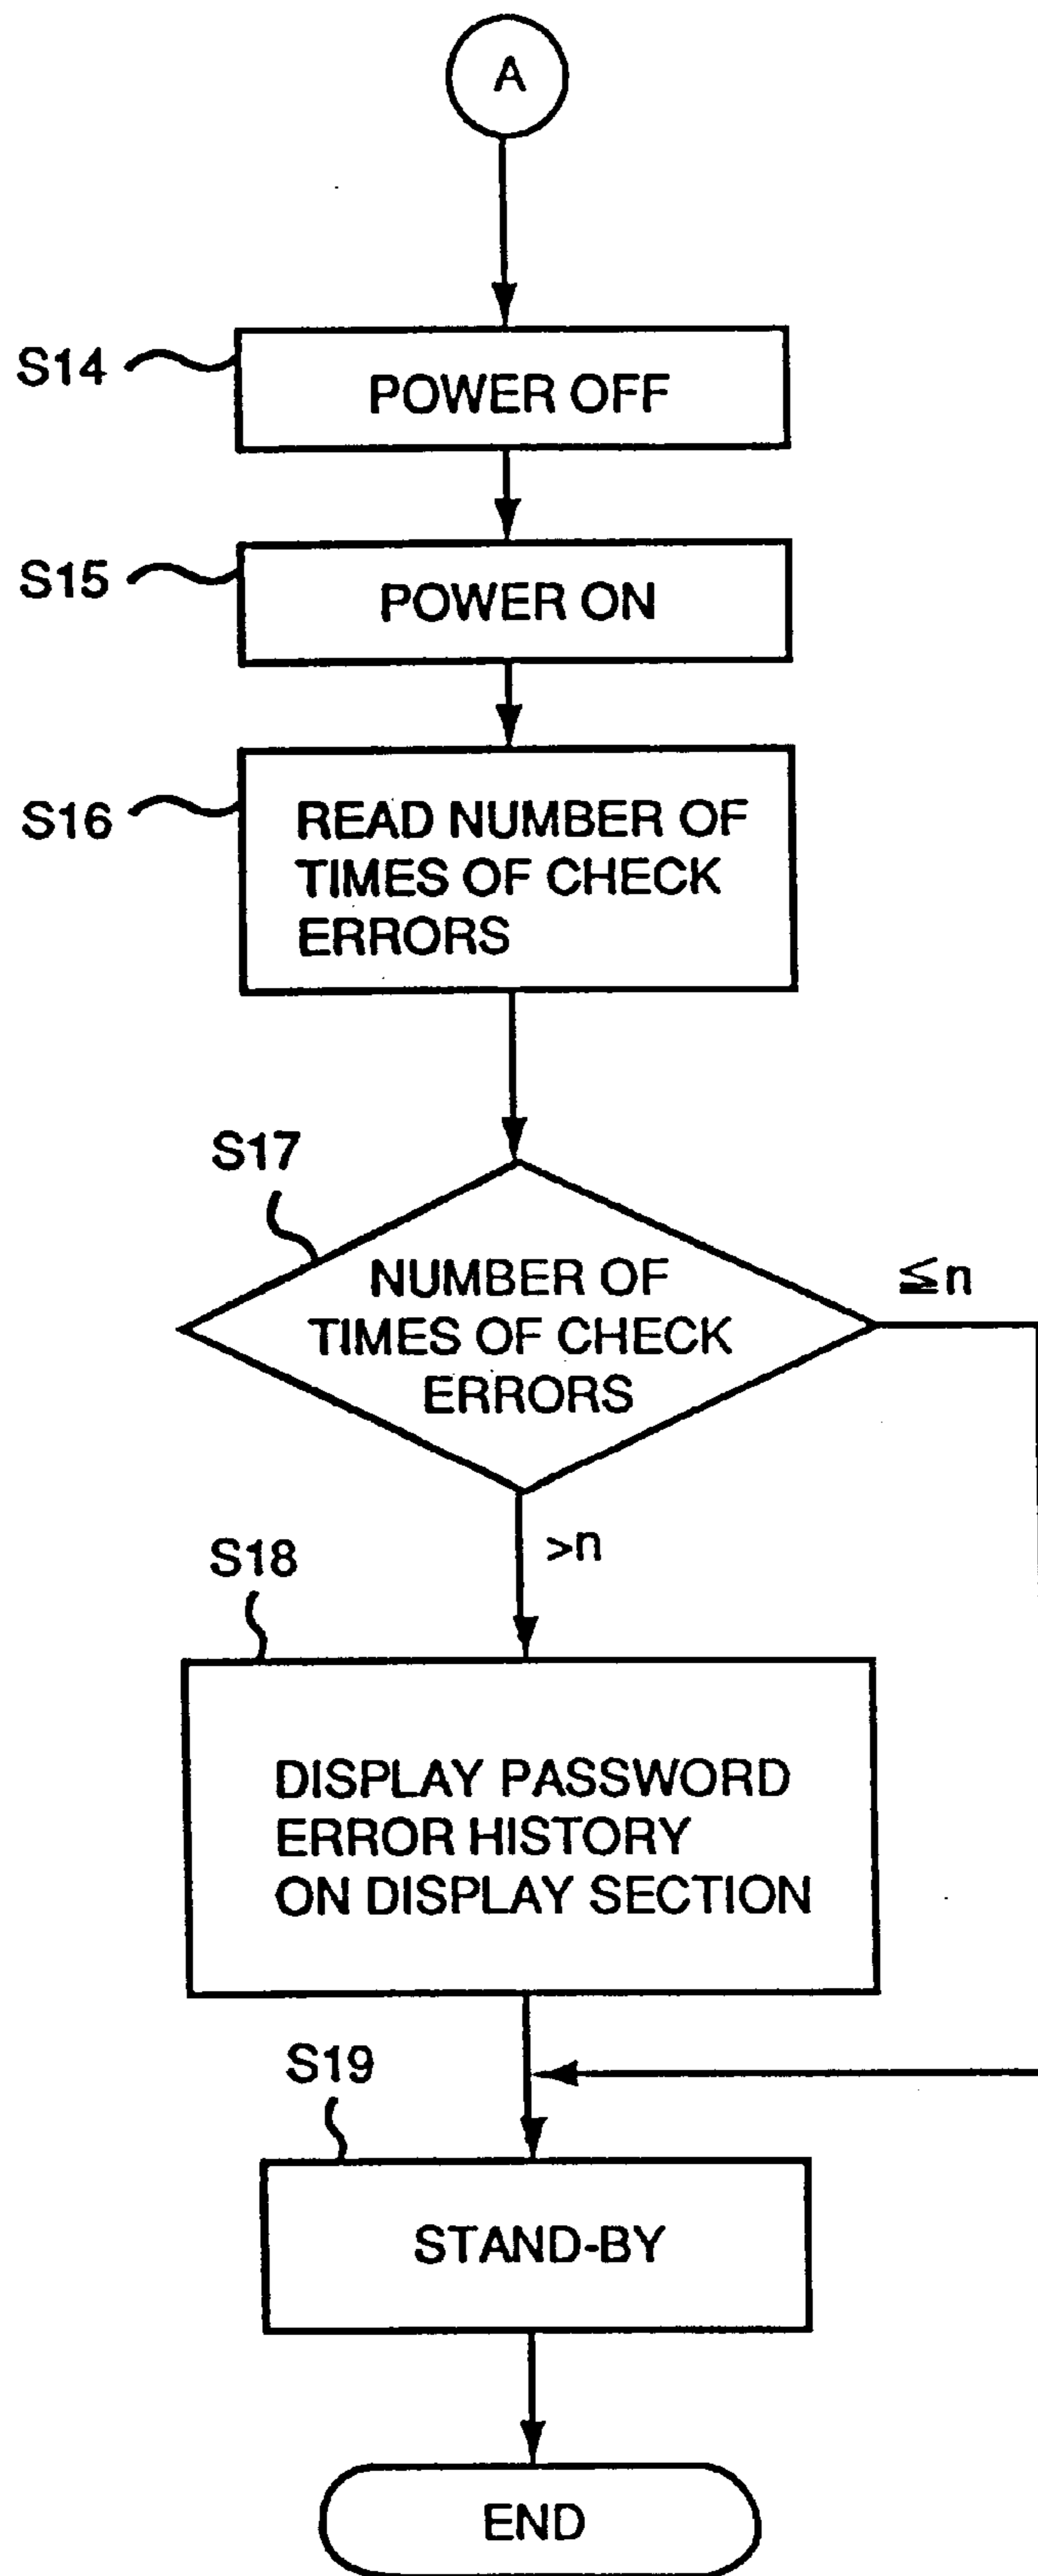 A
S14
POWER OFF
S15
POWER ON
S16
READ NUMBER OF
TIMES OF CHECK
ERRORS
S17
NUMBER OF
TIMES OF CHECK
ERRORS
≦n
>n
S18
DISPLAY PASSWORD
ERROR HISTORY
ON DISPLAY SECTION
S19
STAND-BY
END